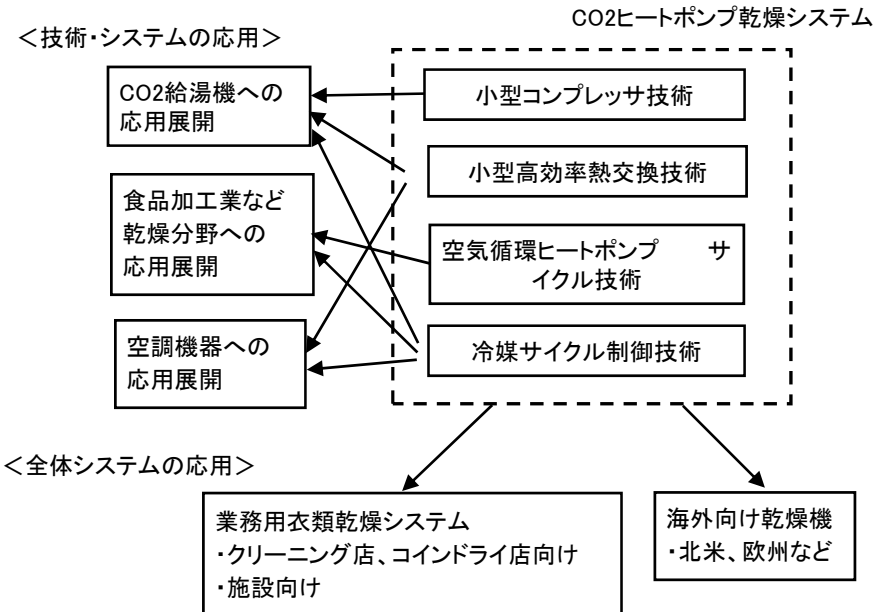 CO2ヒートポンプ乾燥システム
＜技術・システムの応用＞
CO2給湯機への
応用展開
食品加工業など
乾燥分野への
応用展開
空調機器への
応用展開
小型コンプレッサ技術
小型高効率熱交換技術
空気循環ヒートポンプ　　サ
イクル技術
冷媒サイクル制御技術
＜全体システムの応用＞
業務用衣類乾燥システム
・クリーニング店、コインドライ店向け
・施設向け
海外向け乾燥機
・北米、欧州など